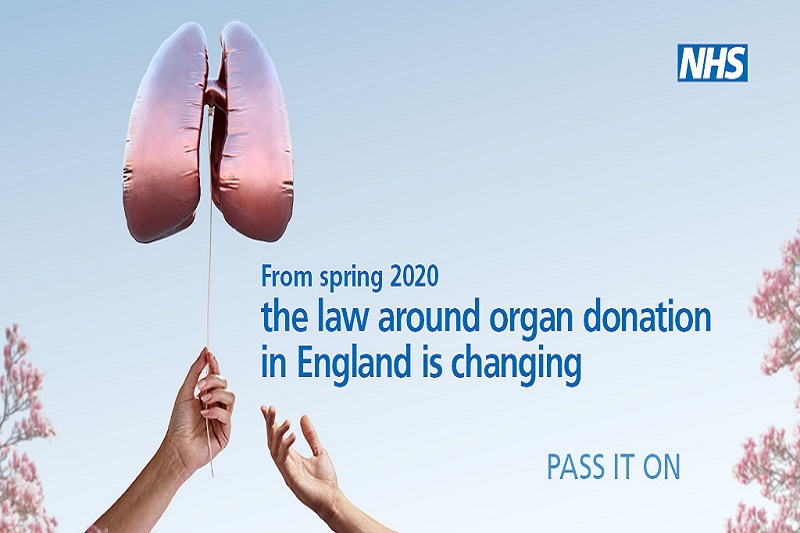 NHS
From spring 2020
the law around organ donation
in England is changing
PASS IT ON